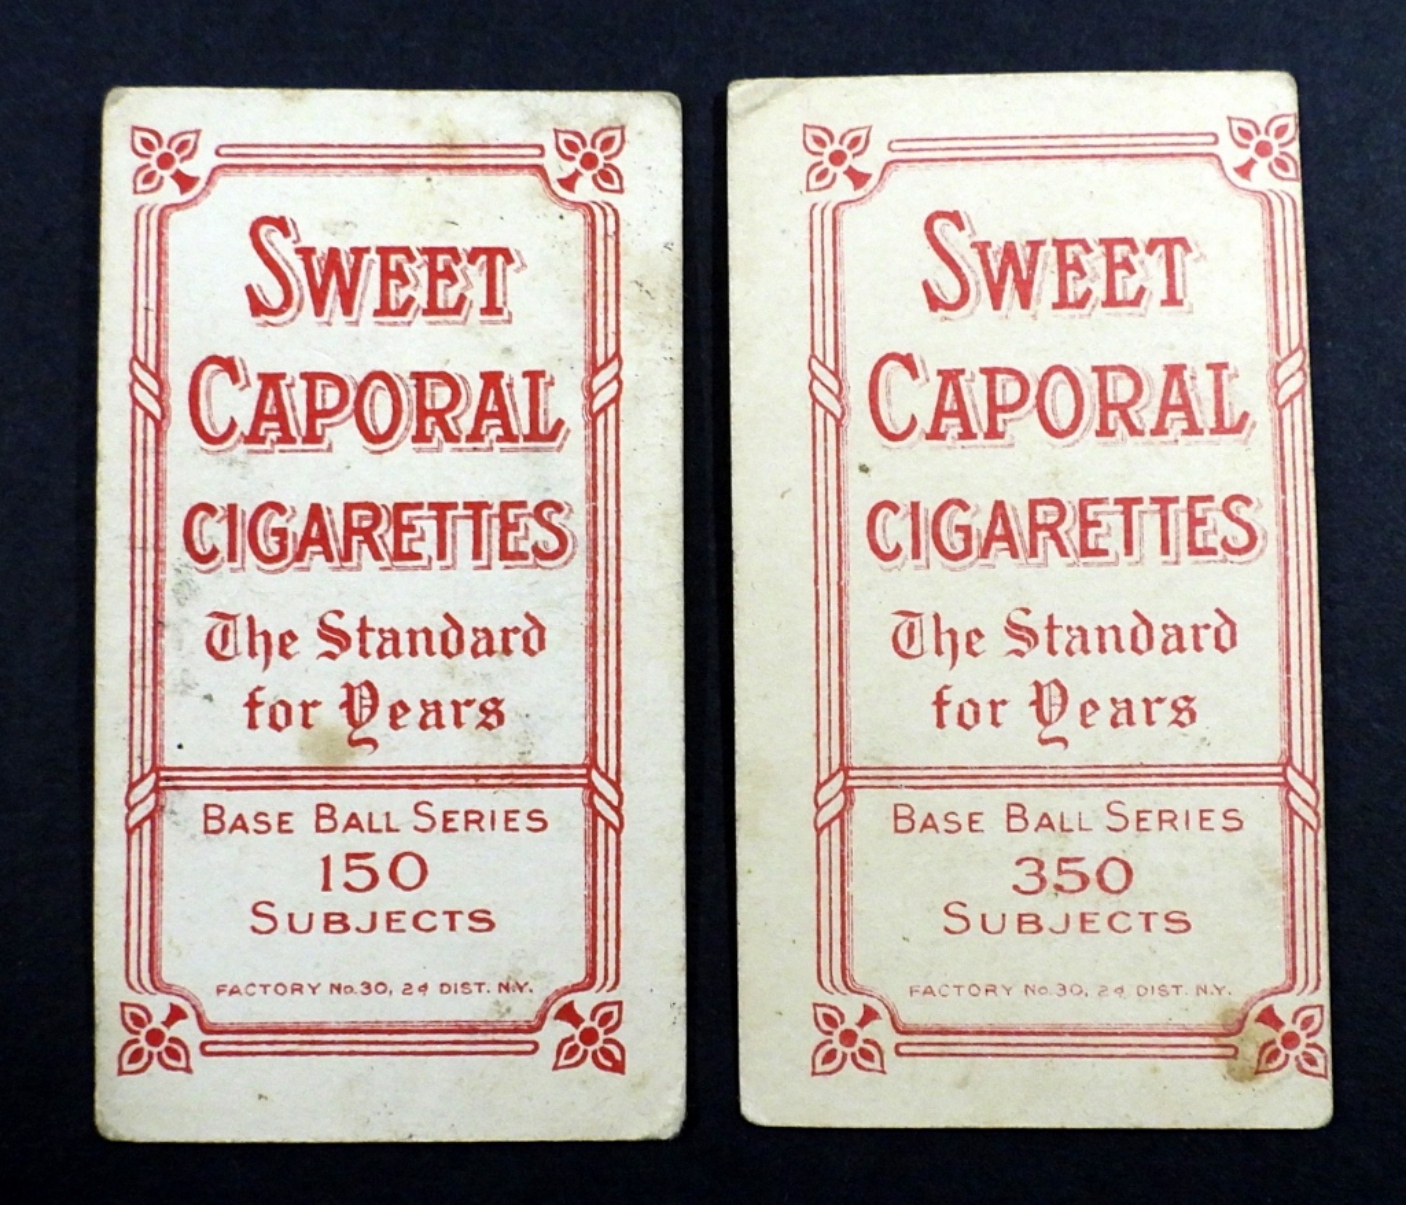 SWEET
CAPORAL
CIGARETTES
The Standard
for Years
BASE BALL SERIES
150
SUBJECTS
FACTORY No. 30, 2d DIST. N.Y.
SWEET
CAPORAL
CIGARETTES
The Standard
for Years
BASE BALL SERIES
350
SUBJECTS
FACTORY No. 30, 2d DIST. N.Y.